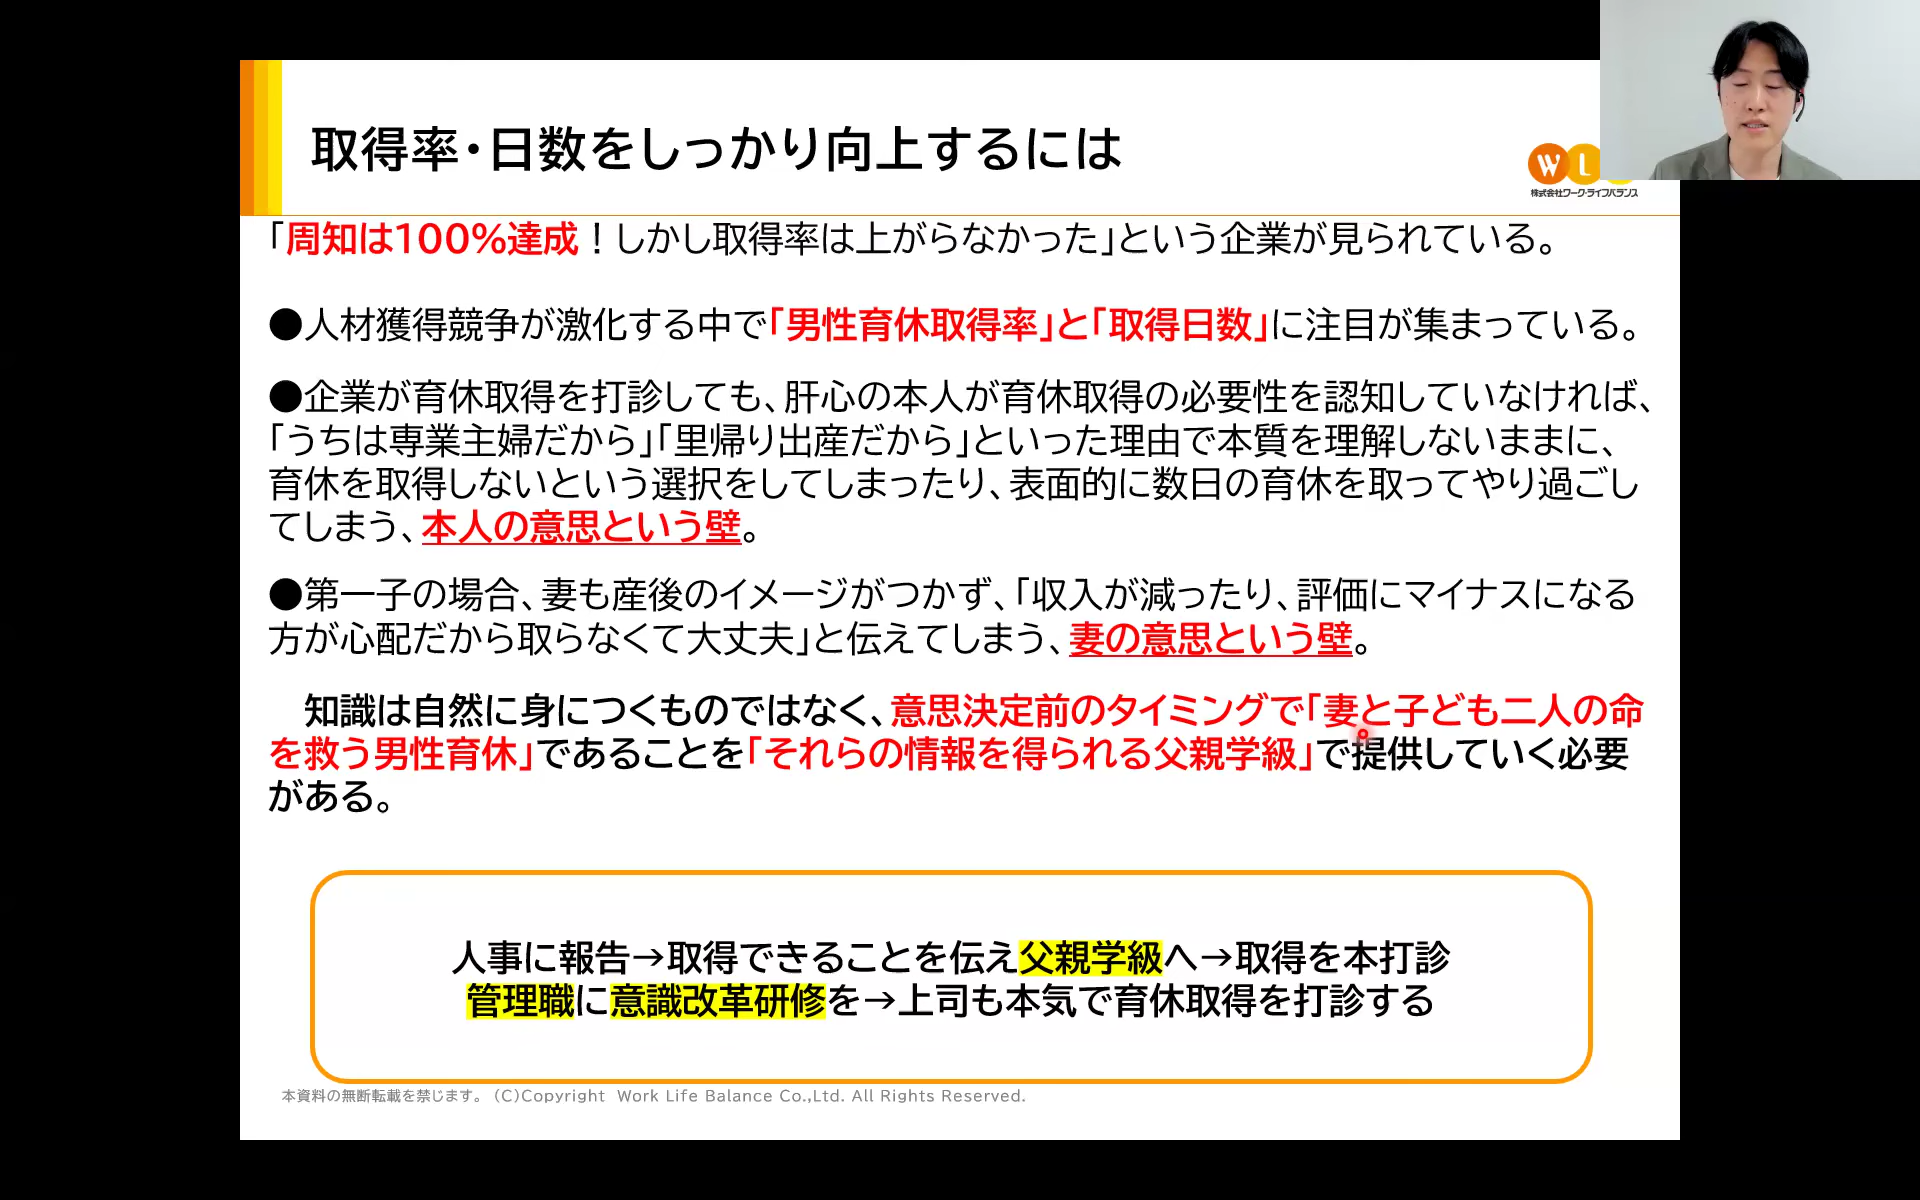 取得率・日数をしっかり向上するには
W L
株式会社ワーク・ライフバランス
「周知は100%達成！しかし取得率は上がらなかった」という企業が見られている。
●人材獲得競争が激化する中で「男性育休取得率」と「取得日数」に注目が集まっている。
●企業が育休取得を打診しても、肝心の本人が育休取得の必要性を認知していなければ、
「うちは専業主婦だから」「里帰り出産だから」といった理由で本質を理解しないままに、
育休を取得しないという選択をしてしまったり、表面的に数日の育休を取ってやり過ごし
てしまう、本人の意思という壁。
●第一子の場合、妻も産後のイメージがつかず、「収入が減ったり、評価にマイナスになる
方が心配だから取らなくて大丈夫」と伝えてしまう、妻の意思という壁。
知識は自然に身につくものではなく、意思決定前のタイミングで「妻と子ども二人の命
を救う男性育休」であることを「それらの情報を得られる父親学級」で提供していく必要
がある。
人事に報告→取得できることを伝え父親学級へ→取得を本打診
管理職に意識改革研修を→上司も本気で育休取得を打診する
本資料の無断転載を禁じます。 (C)Copyright Work Life Balance Co.,Ltd. All Rights Reserved.